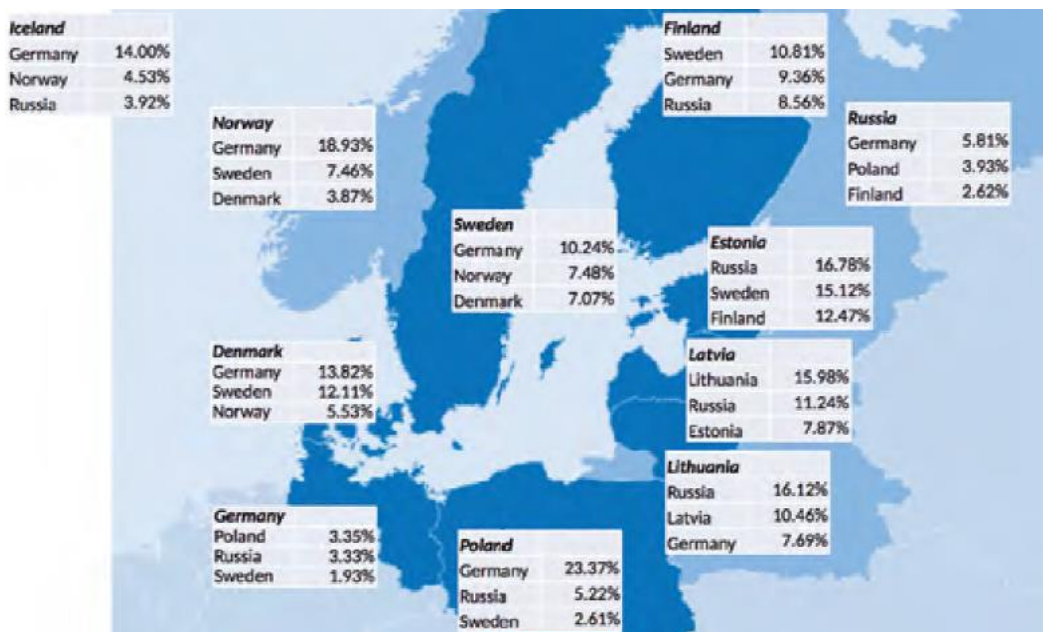 Iceland
Germany 14.00%
Norway 4.53%
Russia 3.92%
Finland
Sweden 10.81%
Germany 9.36%
Russia 8.56%
Norway
Germany 18.93%
Sweden 7.46%
Denmark 3.87%
Russia
Germany 5.81%
Poland 3.93%
Finland 2.62%
Sweden
Germany 10.24%
Norway 7.48%
Denmark 7.07%
Estonia
Russia 16.78%
Sweden 15.12%
Finland 12.47%
Denmark
Germany 13.82%
Sweden 12.11%
Norway 5.53%
Latvia
Lithuania 15.98%
Russia 11.24%
Estonia 7.87%
Lithuania
Russia 16.12%
Latvia 10.46%
Germany 7.69%
Germany
Poland 3.35%
Russia 3.33%
Sweden 1.93%
Poland
Germany 23.37%
Russia 5.22%
Sweden 2.61%